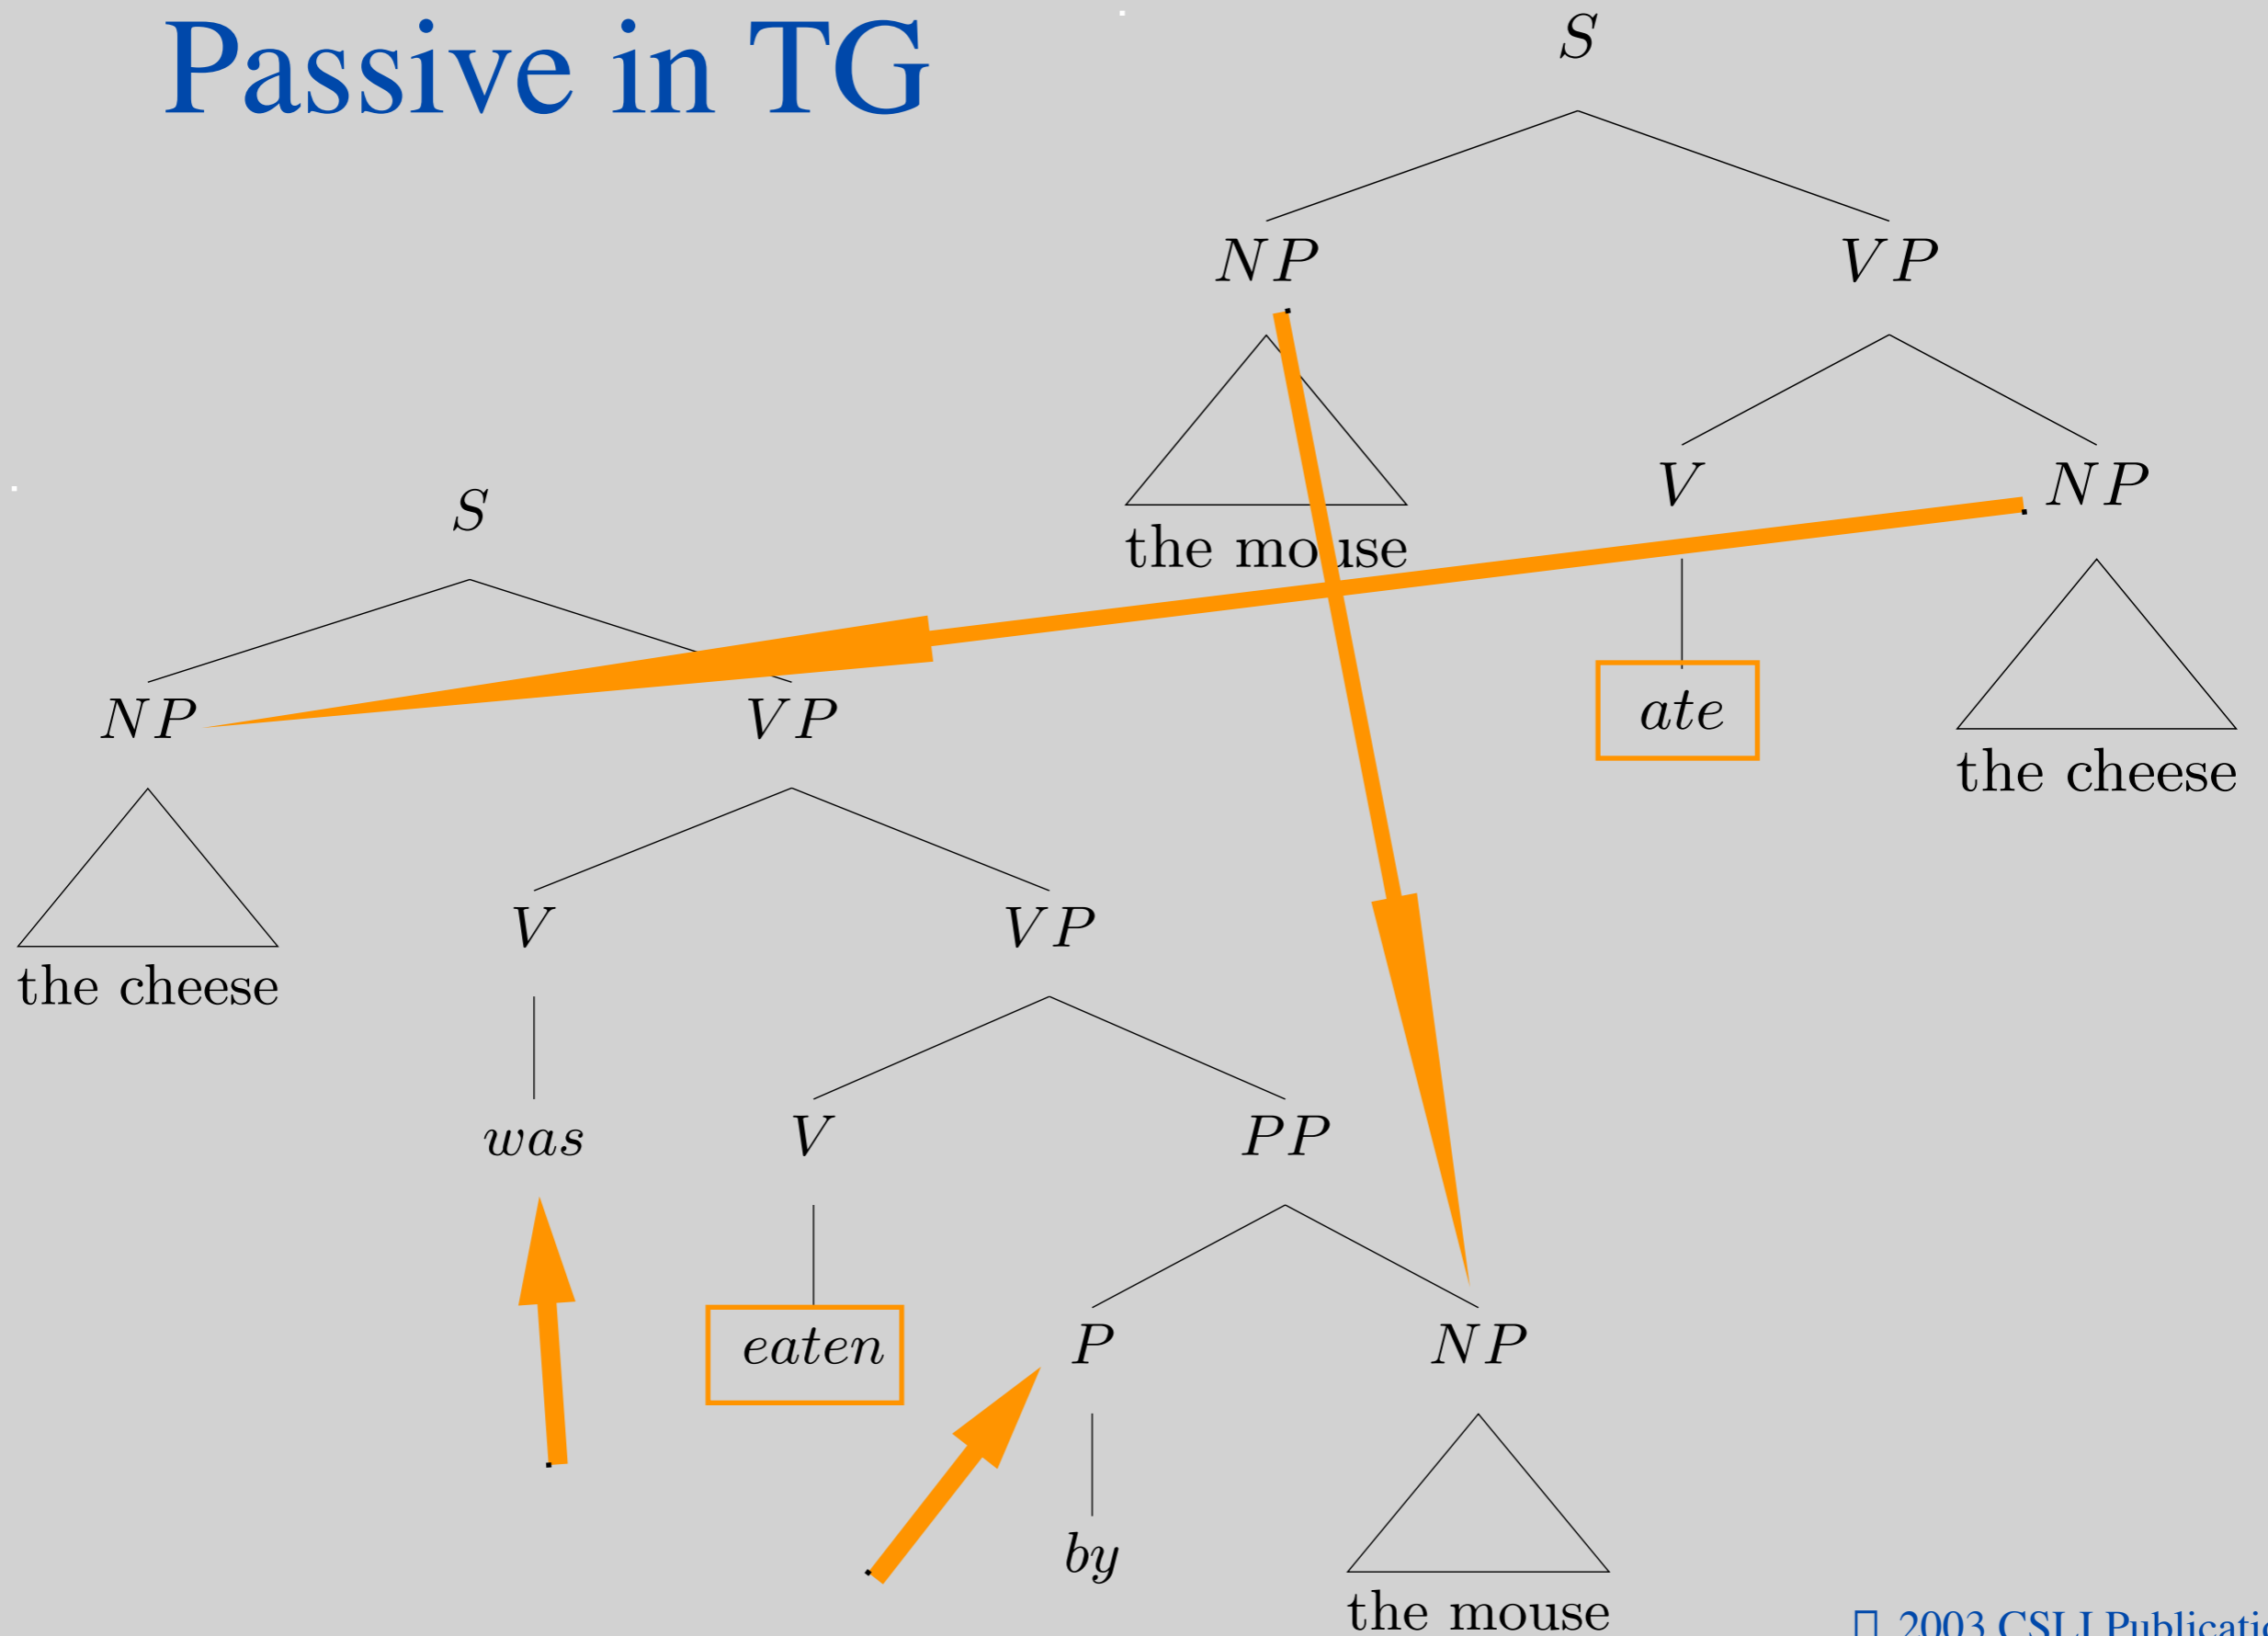 Passive in TG
S
NP VP
V NP
the mouse
ate
the cheese
S
NP VP
the cheese
V VP
was V PP
eaten P NP
by
the mouse
2003 CSLI